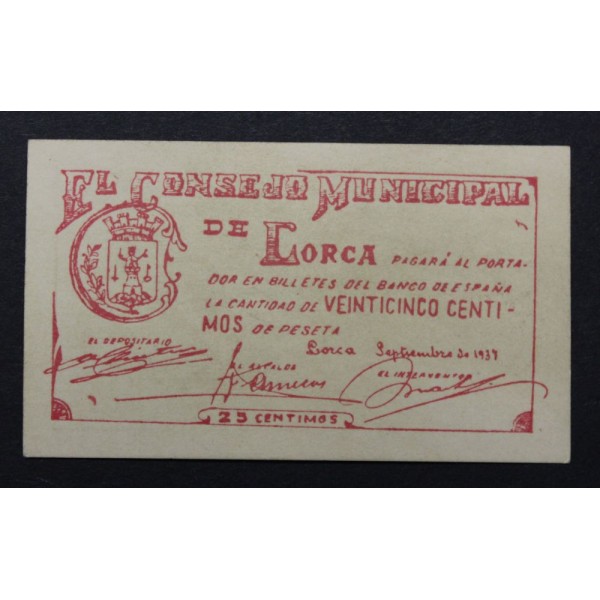 EL CONSEJO MUNICIPAL
DE LORCA PAGARÁ AL PORTA-
DOR EN BILLETES DEL BANCO DE ESPAÑA
LA CANTIDAD DE VEINTICINCO CENTI-
MOS DE PESETA
Lorca Septiembre de 1937
EL DEPOSITARIO
EL ALCALDE
EL INTERVENTOR
25 CENTIMOS